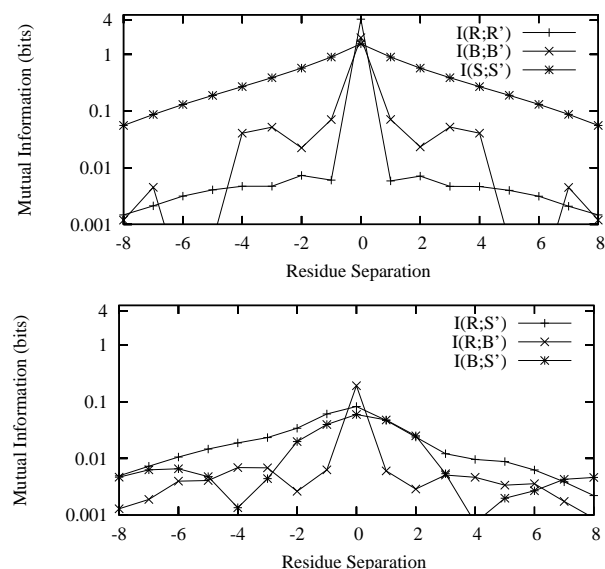 4
1
0.1
0.01
0.001
Mutual Information (bits)
I(R;R')
I(B;B')
I(S;S')
-8 -6 -4 -2 0 2 4 6 8
Residue Separation
4
1
0.1
0.01
0.001
Mutual Information (bits)
I(R;S')
I(R;B')
I(B;S')
-8 -6 -4 -2 0 2 4 6 8
Residue Separation